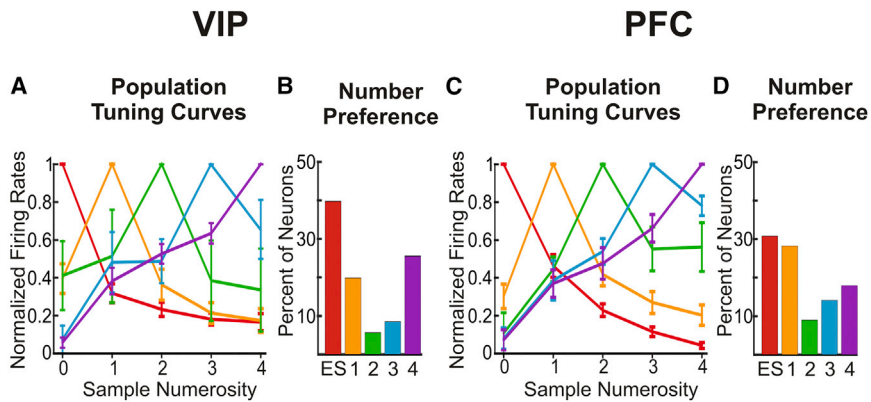 VIP
PFC
A
Population
Tuning Curves
B
Number
Preference
C
Population
Tuning Curves
D
Number
Preference
Normalized Firing Rates
1
0.8
0.6
0.4
0.2
0
0 1 2 3 4
Sample Numerosity
Percent of Neurons
50
30
10
ES 1 2 3 4
Normalized Firing Rates
1
0.8
0.6
0.4
0.2
0
0 1 2 3 4
Sample Numerosity
Percent of Neurons
50
30
10
ES 1 2 3 4